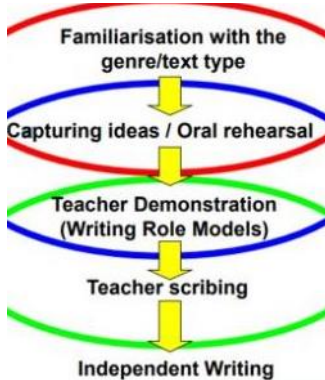 Familiarisation with the
genre/text type
Capturing ideas / Oral rehearsal
Teacher Demonstration
(Writing Role Models)
Teacher scribing
Independent Writing